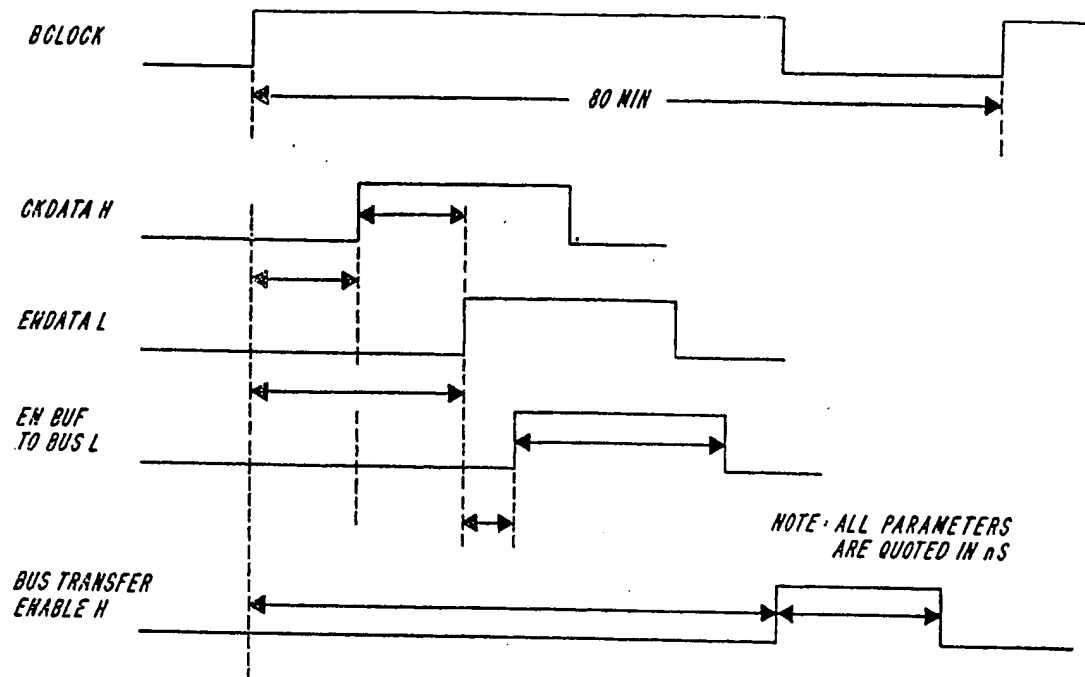 BCLOCK
80 MIN
CKDATA H
ENDATA L
EN BUF
TO BUS L
NOTE: ALL PARAMETERS
ARE QUOTED IN nS
BUS TRANSFER
ENABLE H